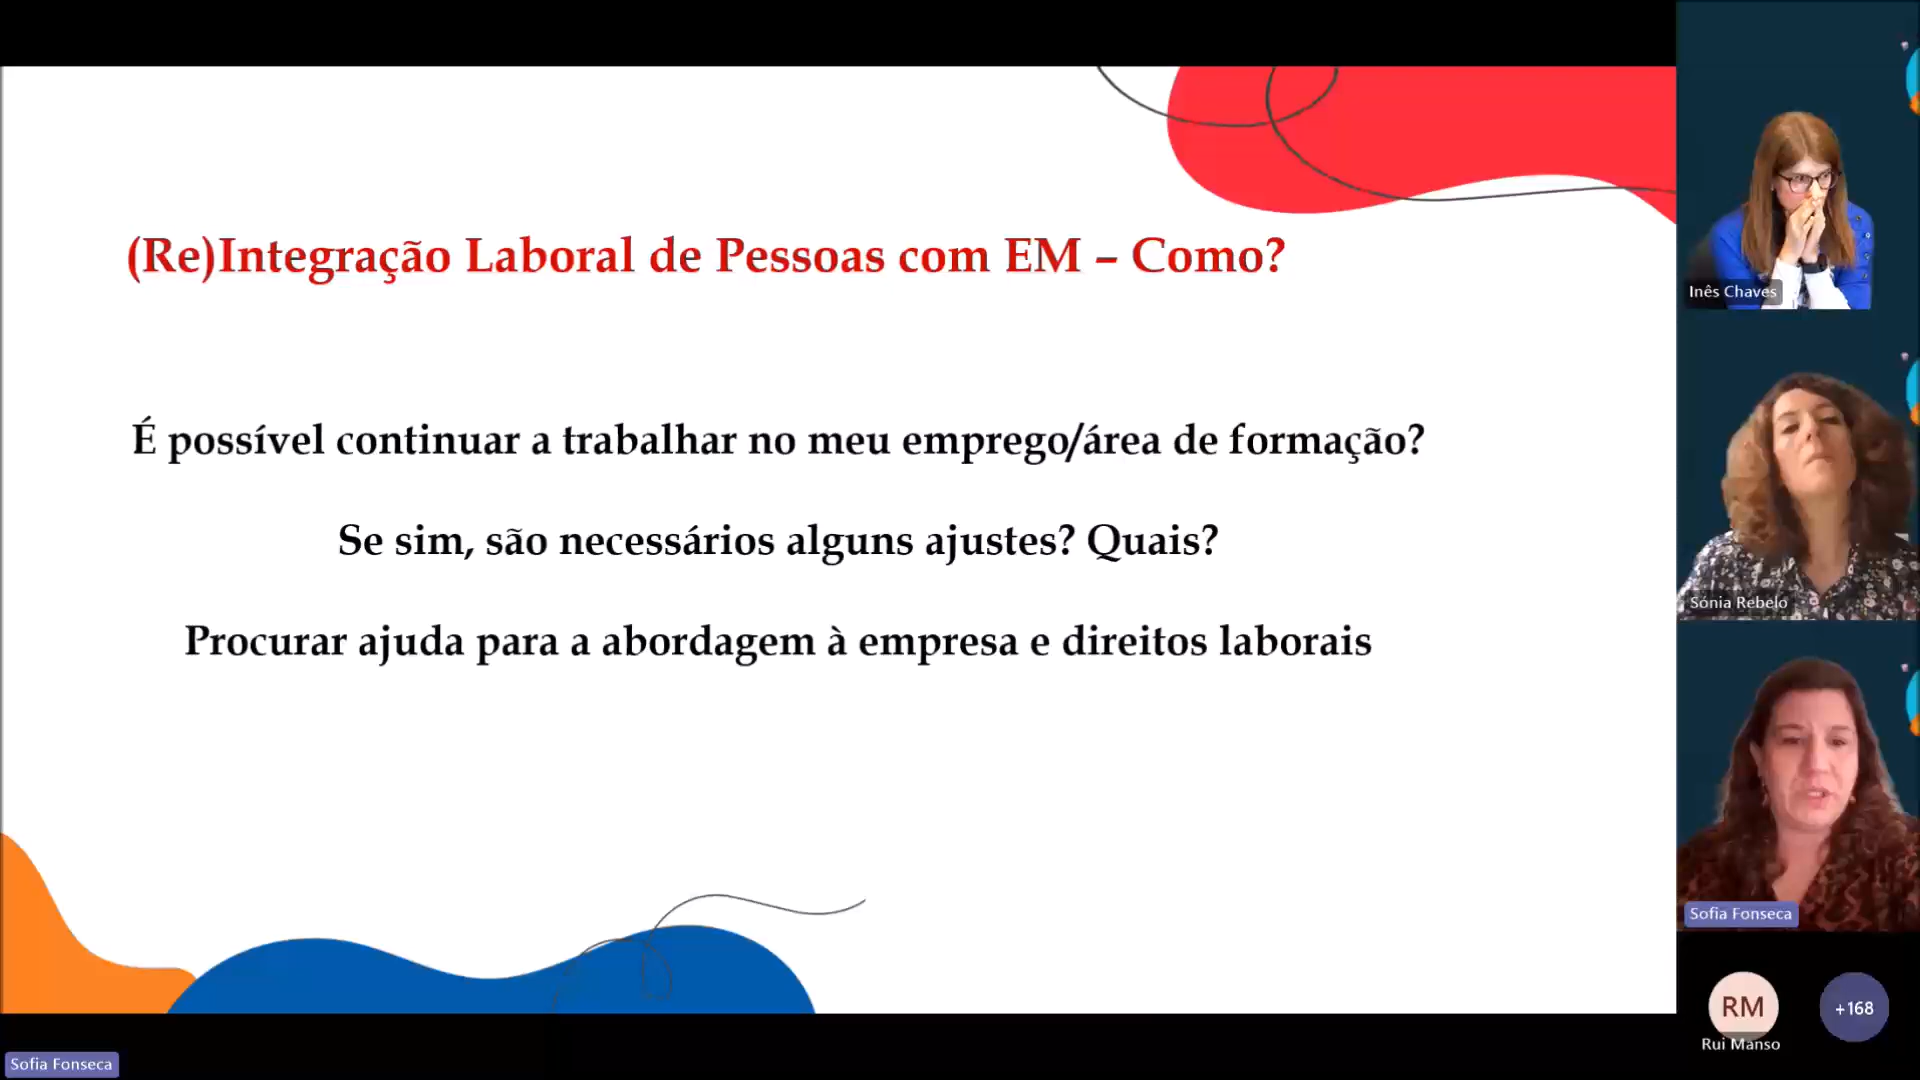 (Re)Integração Laboral de Pessoas com EM – Como?
É possível continuar a trabalhar no meu emprego/área de formação?
Se sim, são necessários alguns ajustes? Quais?
Procurar ajuda para a abordagem à empresa e direitos laborais
Inês Chaves
Sónia Rebelo
Sofia Fonseca
RM
+168
Rui Manso
Sofia Fonseca